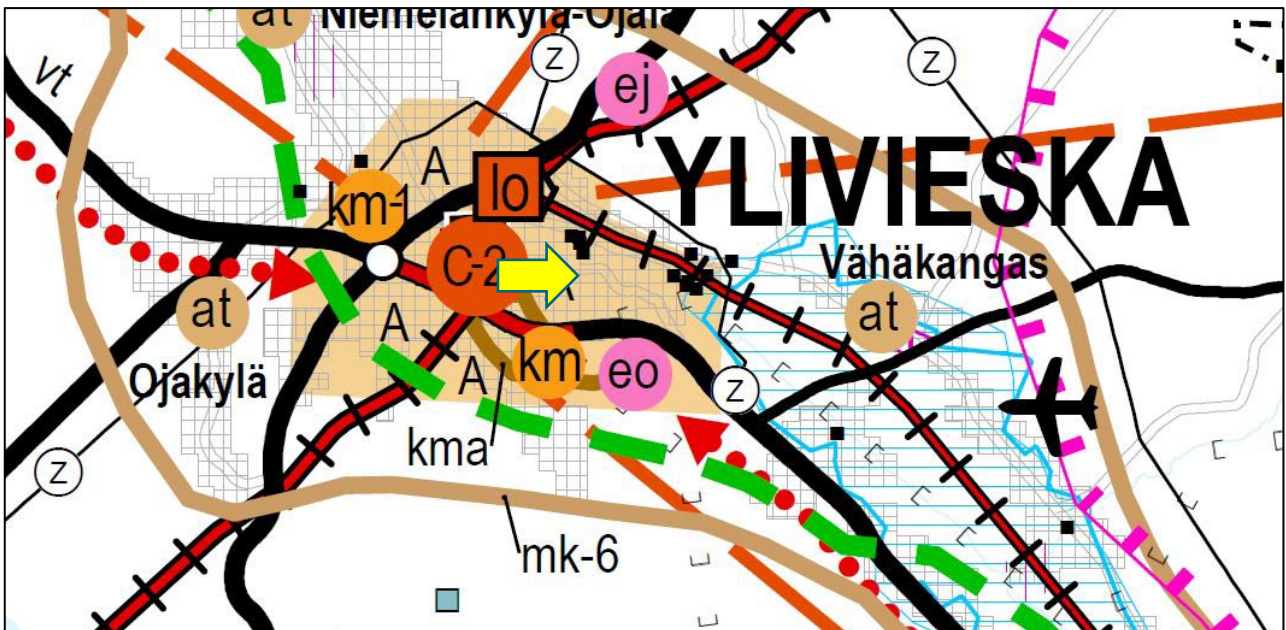 at Niemelänkylä-Ojala
vt
z
z
ej
YLIVIESKA
A
lo
km-1
C-2
Vähäkangas
at
at
A
Ojakylä
A
km
eo
z
kma
z
mk-6